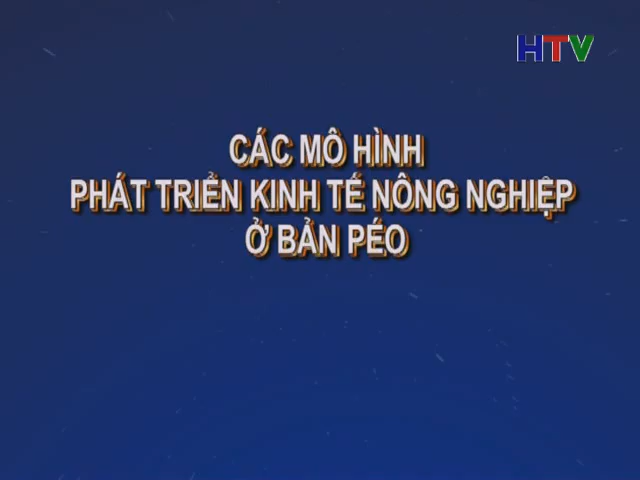 HTV
CÁC MÔ HÌNH
PHÁT TRIỂN KINH TẾ NÔNG NGHIỆP
Ở BẢN PÉO